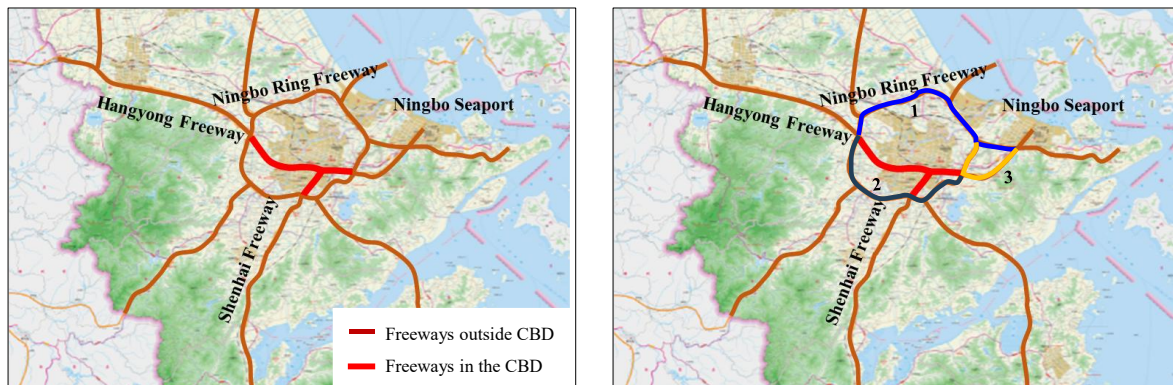 Ningbo Ring Freeway
Hangyong Freeway
Ningbo Seaport
Shenhai Freeway
Freeways outside CBD
Freeways in the CBD
Ningbo Ring Freeway
Hangyong Freeway
Ningbo Seaport
1
2
3
Shenhai Freeway